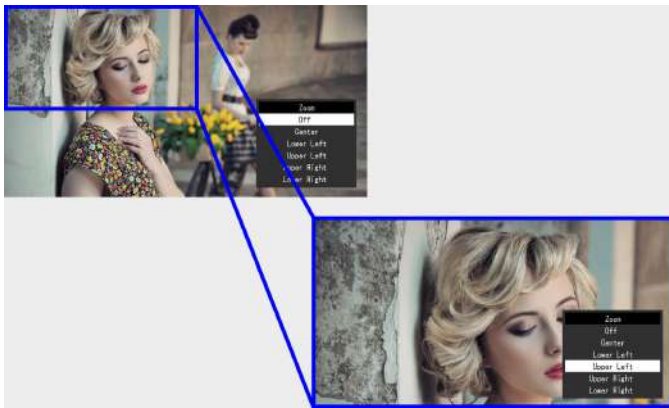 Zoom
Off
Center
Lower Left
Upper Left
Upper Right
Lower Right
Zoom
Off
Center
Lower Left
Upper Left
Upper Right
Lower Right